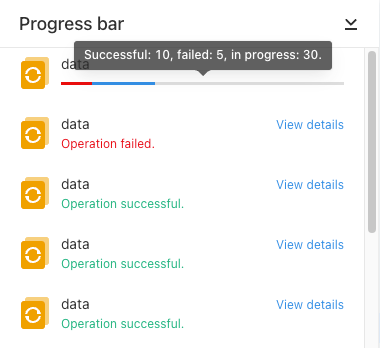 Progress bar
Successful: 10, failed: 5, in progress: 30.
data
data
View details
Operation failed.
data
View details
Operation successful.
data
View details
Operation successful.
data
View details
Operation successful.